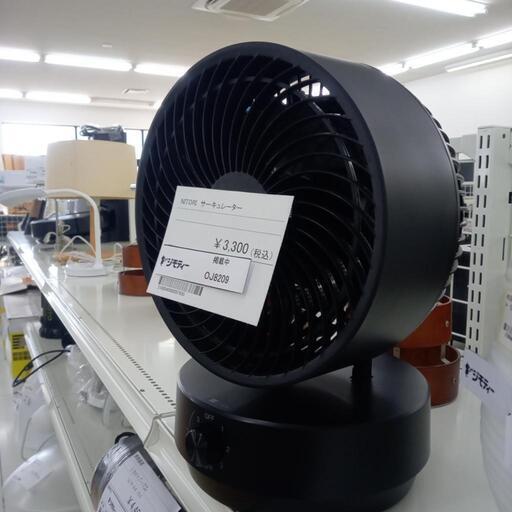 NITORI サーキュレーター
￥3,300(税込)
掲載中
ジモティー
OJ8209
ジモティー
OFF